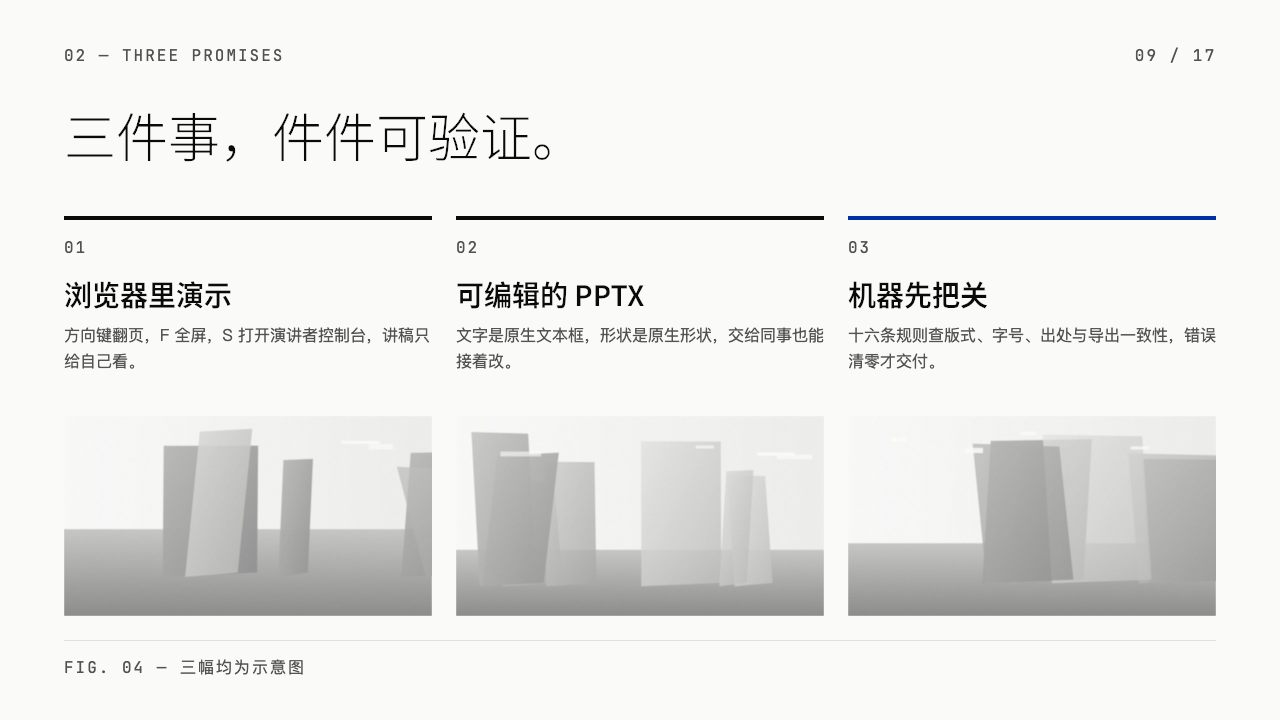 02 — THREE PROMISES
09 / 17
三件事，件件可验证。
01
浏览器里演示
方向键翻页，F 全屏，S 打开演讲者控制台，讲稿只
给自己看。
02
可编辑的 PPTX
文字是原生文本框，形状是原生形状，交给同事也能
接着改。
03
机器先把关
十六条规则查版式、字号、出处与导出一致性，错误
清零才交付。
FIG. 04 — 三幅均为示意图